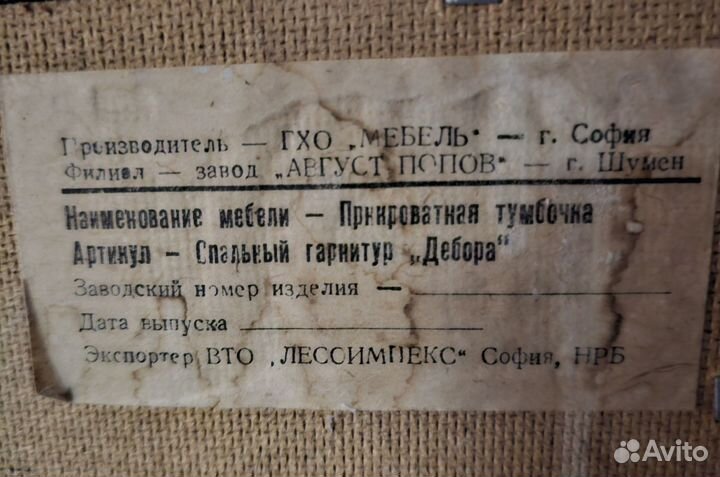 Производитель — ГХО „МЕБЕЛЬ“ — г. София
Филиал — завод „АВГУСТ ПОПОВ“ — г. Шумен
Наименование мебели — Прикроватная тумбочка
Артикул — Спальный гарнитур „Дебора“
Заводский номер изделия —
Дата выпуска
Экспортер ВТО „ЛЕСОИМПЕКС“ София, НРБ
Avito